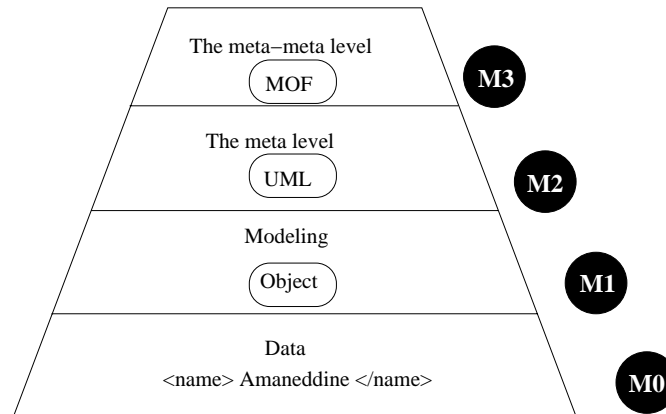 The meta–meta level
MOF
M3
The meta level
UML
M2
Modeling
Object
M1
Data
<name> Amaneddine </name>
M0